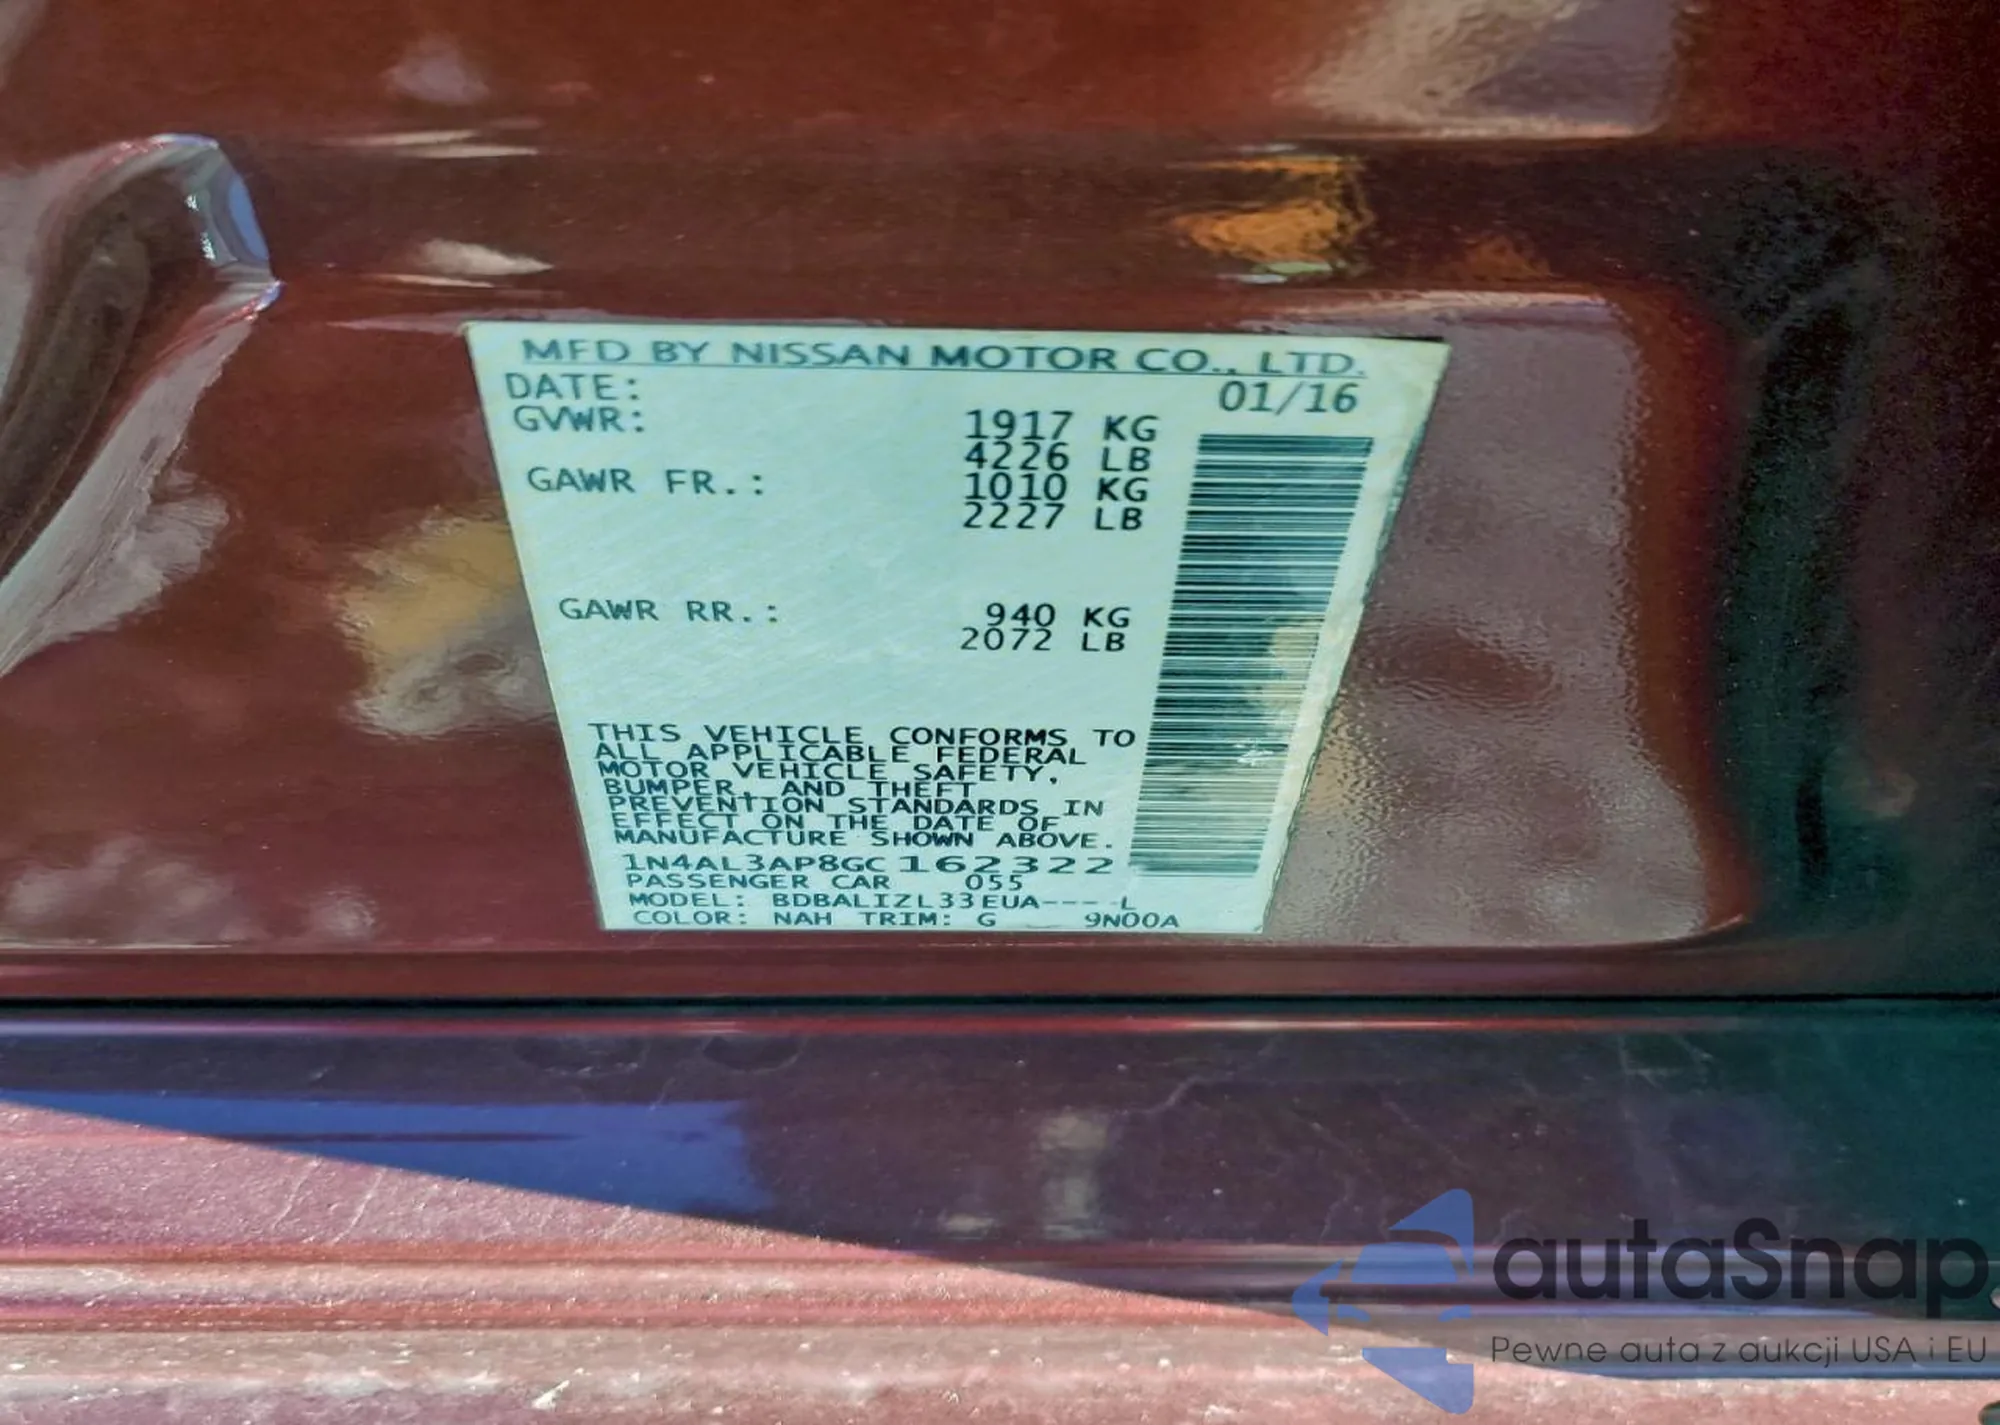 MFD BY NISSAN MOTOR CO., LTD.
DATE: 01/16
GVWR: 1917 KG
4226 LB
GAWR FR.: 1010 KG
2227 LB
GAWR RR.: 940 KG
2072 LB
THIS VEHICLE CONFORMS TO
ALL APPLICABLE FEDERAL
MOTOR VEHICLE SAFETY,
BUMPER, AND THEFT
PREVENTION STANDARDS IN
EFFECT ON THE DATE OF
MANUFACTURE SHOWN ABOVE.
1N4AL3AP8GC162322
PASSENGER CAR 055
MODEL: BDBALIZL33EUA----L
COLOR: NAH TRIM: G 9N00A
autaSnap
Pewne auta z aukcji USA i EU